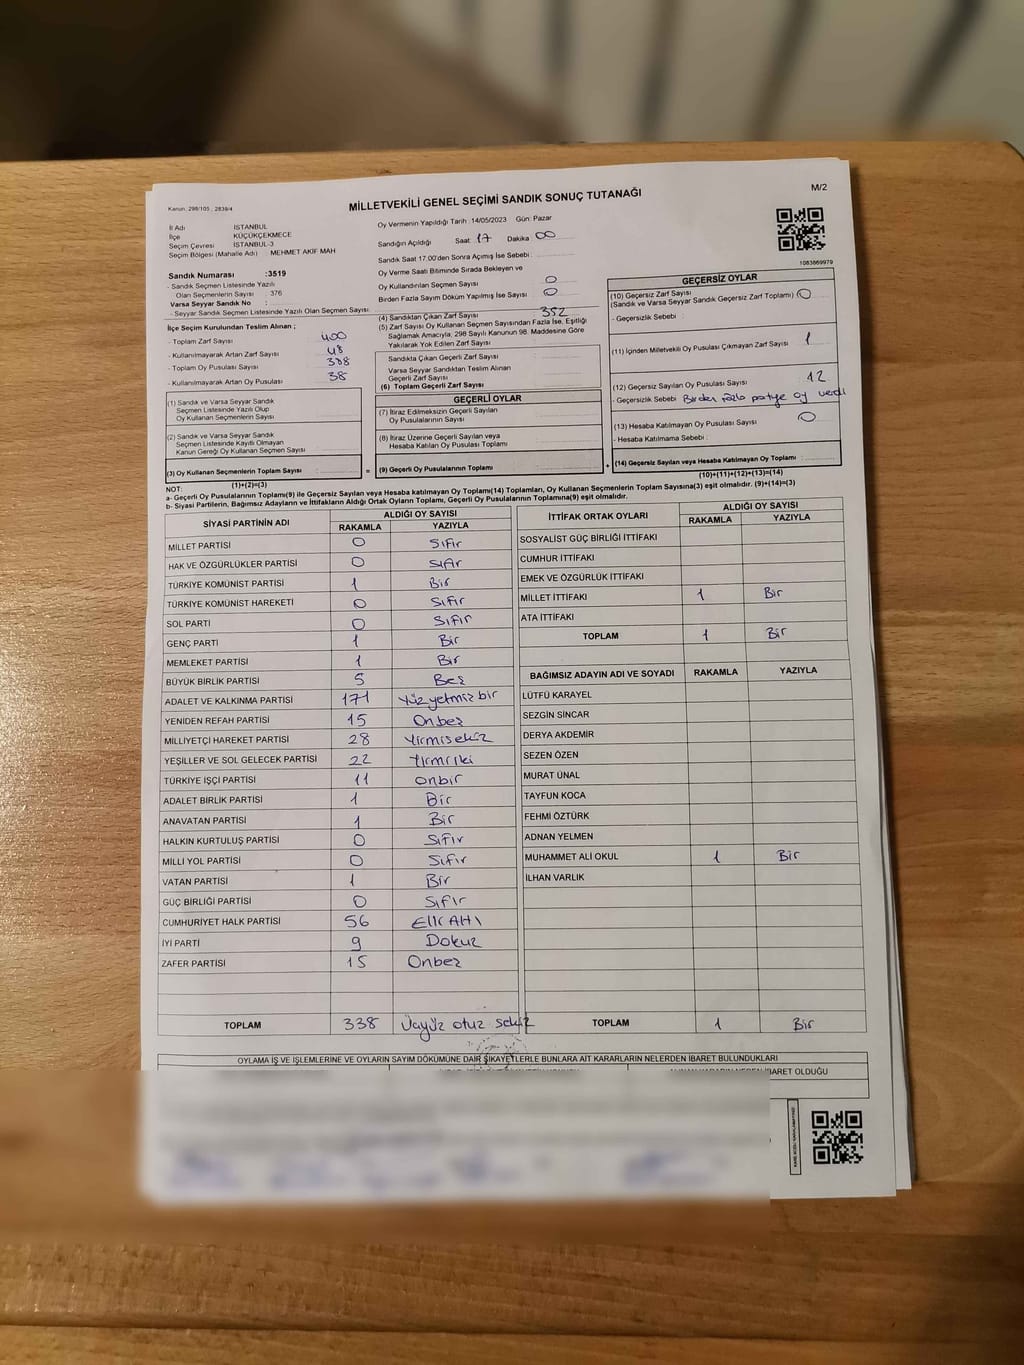 Kanun. 298/105 , 2839/4
MİLLETVEKİLİ GENEL SEÇİMİ SANDIK SONUÇ TUTANAĞI
M/2
İl Adı İSTANBUL
İlçe KÜÇÜKÇEKMECE
Seçim Çevresi İSTANBUL-3
Seçim Bölgesi (Mahalle Adı) MEHMET AKİF MAH
Sandık Numarası :3519
- Sandık Seçmen Listesinde Yazılı
Olan Seçmenlerin Sayısı : 376
Varsa Seyyar Sandık No :
- Seyyar Sandık Seçmen Listesinde Yazılı Olan Seçmen Sayısı:
İlçe Seçim Kurulundan Teslim Alınan ;
- Toplam Zarf Sayısı : 400
- Kullanılmayarak Artan Zarf Sayısı : 48
- Toplam Oy Pusulası Sayısı :
- Kullanılmayarak Artan Oy Pusulası : 38
(1) Sandık ve Varsa Seyyar Sandık
Seçmen Listesinde Yazılı Olup
Oy Kullanan Seçmenlerin Sayısı :
(2) Sandık ve Varsa Seyyar Sandık
Seçmen Listesinde Kayıtlı Olmayan
Kanun Gereği Oy Kullanan Seçmen Sayısı :
(3) Oy Kullanan Seçmenlerin Toplam Sayısı :
(1)+(2)=(3)
Oy Vermenin Yapıldığı Tarih :14/05/2023 Gün: Pazar
Sandığın Açıldığı Saat: 17 Dakika 00
Sandık Saat 17.00'den Sonra Açılmış İse Sebebi :
Oy Verme Saati Bitiminde Sırada Bekleyen ve
Oy Kullandırılan Seçmen Sayısı : 0
Birden Fazla Sayım Döküm Yapılmış İse Sayısı : 0
(4) Sandıktan Çıkan Zarf Sayısı : 352
(5) Zarf Sayısı Oy Kullanan Seçmen Sayısından Fazla İse, Eşitliği
Sağlamak Amacıyla; 298 Sayılı Kanunun 98. Maddesine Göre
Yakılarak Yok Edilen Zarf Sayısı :
Sandıkta Çıkan Geçerli Zarf Sayısı :
Varsa Seyyar Sandıktan Teslim Alınan
Geçerli Zarf Sayısı :
(6) Toplam Geçerli Zarf Sayısı :
GEÇERLİ OYLAR
(7) İtiraz Edilmeksizin Geçerli Sayılan
Oy Pusulalarının Sayısı :
(8) İtiraz Üzerine Geçerli Sayılan veya
Hesaba Katılan Oy Pusulası Toplamı :
= (9) Geçerli Oy Pusulalarının Toplamı :
1083869979
GEÇERSİZ OYLAR
(10) Geçersiz Zarf Sayısı
(Sandık ve Varsa Seyyar Sandık Geçersiz Zarf Toplamı) : 0
- Geçersizlik Sebebi :
(11) İçinden Milletvekili Oy Pusulası Çıkmayan Zarf Sayısı : 1
(12) Geçersiz Sayılan Oy Pusulası Sayısı : 12
- Geçersizlik Sebebi : Birden fazla partiye oy verdi
(13) Hesaba Katılmayan Oy Pusulası Sayısı : 0
- Hesaba Katılmama Sebebi :
+ (14) Geçersiz Sayılan veya Hesaba Katılmayan Oy Toplamı :
(10)+(11)+(12)+(13)=(14)
NOT:
a- Geçerli Oy Pusulalarının Toplamı(9) ile Geçersiz Sayılan veya Hesaba katılmayan Oy Toplamı(14) Toplamları, Oy Kullanan Seçmenlerin Toplam Sayısına(3) eşit olmalıdır. (9)+(14)=(3)
b- Siyasi Partilerin, Bağımsız Adayların ve İttifakların Aldığı Ortak Oyların Toplamı, Geçerli Oy Pusulalarının Toplamına(9) eşit olmalıdır.
SİYASİ PARTİNİN ADI ALDIĞI OY SAYISI
RAKAMLA YAZIYLA
MİLLET PARTİSİ 0 Sıfır
HAK VE ÖZGÜRLÜKLER PARTİSİ 0 Sıfır
TÜRKİYE KOMÜNİST PARTİSİ 1 Bir
TÜRKİYE KOMÜNİST HAREKETİ 0 Sıfır
SOL PARTİ 0 Sıfır
GENÇ PARTİ 1 Bir
MEMLEKET PARTİSİ 1 Bir
BÜYÜK BİRLİK PARTİSİ 5 Beş
ADALET VE KALKINMA PARTİSİ 171 Yüzyetmişbir
YENİDEN REFAH PARTİSİ 15 Onbeş
MİLLİYETÇİ HAREKET PARTİSİ 28 Yirmisekiz
YEŞİLLER VE SOL GELECEK PARTİSİ 22 Yirmiiki
TÜRKİYE İŞÇİ PARTİSİ 11 onbir
ADALET BİRLİK PARTİSİ 1 Bir
ANAVATAN PARTİSİ 1 Bir
HALKIN KURTULUŞ PARTİSİ 0 Sıfır
MİLLİ YOL PARTİSİ 0 Sıfır
VATAN PARTİSİ 1 Bir
GÜÇ BİRLİĞİ PARTİSİ 0 Sıfır
CUMHURİYET HALK PARTİSİ 56 Elli Altı
İYİ PARTİ 9 Dokuz
ZAFER PARTİSİ 15 Onbeş
TOPLAM 338 Üçyüz otuz sekiz
İTTİFAK ORTAK OYLARI ALDIĞI OY SAYISI
RAKAMLA YAZIYLA
SOSYALİST GÜÇ BİRLİĞİ İTTİFAKI
CUMHUR İTTİFAKI
EMEK VE ÖZGÜRLÜK İTTİFAKI
MİLLET İTTİFAKI 1 Bir
ATA İTTİFAKI
TOPLAM 1 Bir
BAĞIMSIZ ADAYIN ADI VE SOYADI RAKAMLA YAZIYLA
LÜTFÜ KARAYEL
SEZGİN SİNCAR
DERYA AKDEMİR
SEZEN ÖZEN
MURAT ÜNAL
TAYFUN KOCA
FEHMİ ÖZTÜRK
ADNAN YELMEN
MUHAMMET ALİ OKUL 1 Bir
İLHAN VARLIK
TOPLAM 1 Bir
OYLAMA İŞ VE İŞLEMLERİNE VE OYLARIN SAYIM DÖKÜMÜNE DAİR ŞİKAYETLERLE BUNLARA AİT KARARLARIN NELERDEN İBARET BULUNDUKLARI
İBARET OLDUĞU